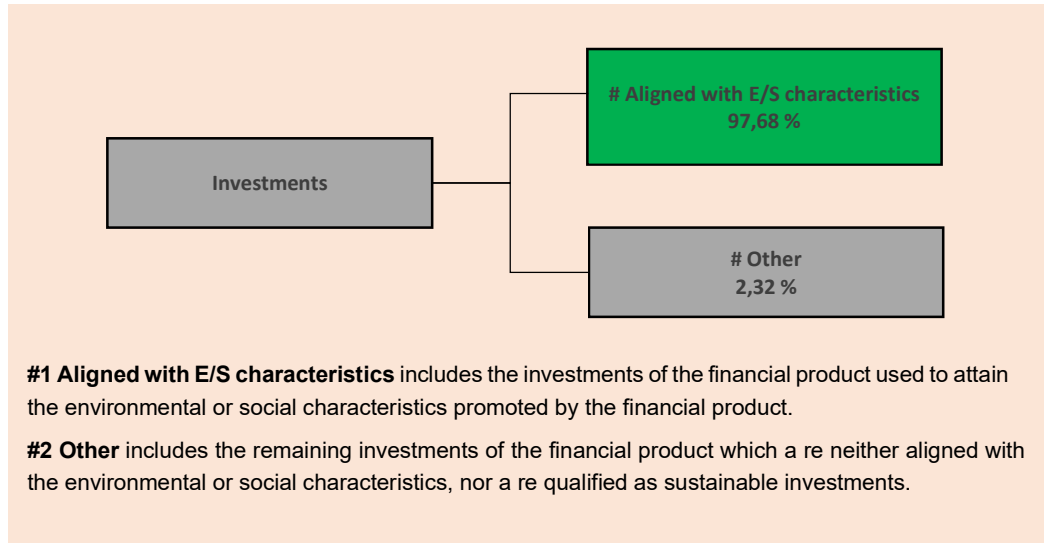 # Aligned with E/S characteristics
97,68 %
Investments
# Other
2,32 %
#1 Aligned with E/S characteristics includes the investments of the financial product used to attain
the environmental or social characteristics promoted by the financial product.
#2 Other includes the remaining investments of the financial product which a re neither aligned with
the environmental or social characteristics, nor a re qualified as sustainable investments.